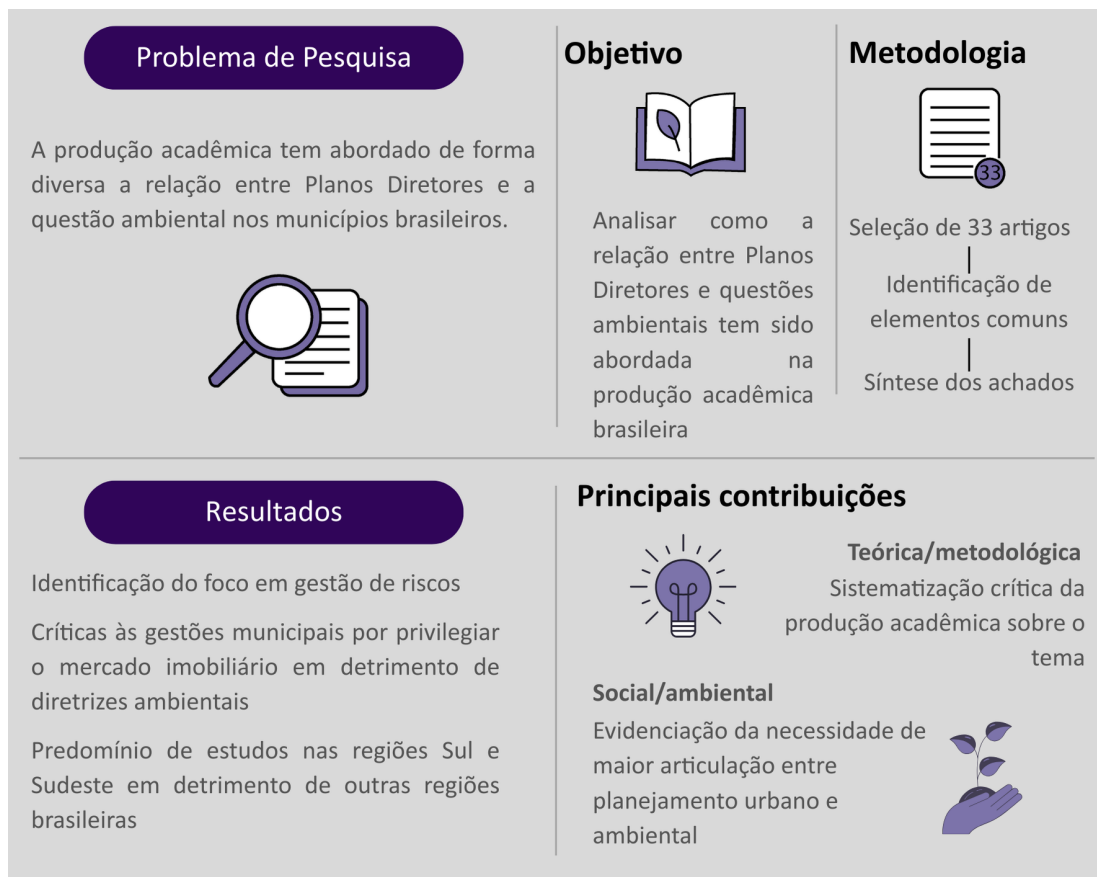 Problema de Pesquisa
A produção acadêmica tem abordado de forma
diversa a relação entre Planos Diretores e a
questão ambiental nos municípios brasileiros.
Objetivo
Analisar como a
relação entre Planos
Diretores e questões
ambientais tem sido
abordada na
produção acadêmica
brasileira
Metodologia
33
Seleção de 33 artigos
Identificação de
elementos comuns
Síntese dos achados
Resultados
Identificação do foco em gestão de riscos
Críticas às gestões municipais por privilegiar
o mercado imobiliário em detrimento de
diretrizes ambientais
Predomínio de estudos nas regiões Sul e
Sudeste em detrimento de outras regiões
brasileiras
Principais contribuições
Teórica/metodológica
Sistematização crítica da
produção acadêmica sobre o
tema
Social/ambiental
Evidenciação da necessidade de
maior articulação entre
planejamento urbano e
ambiental